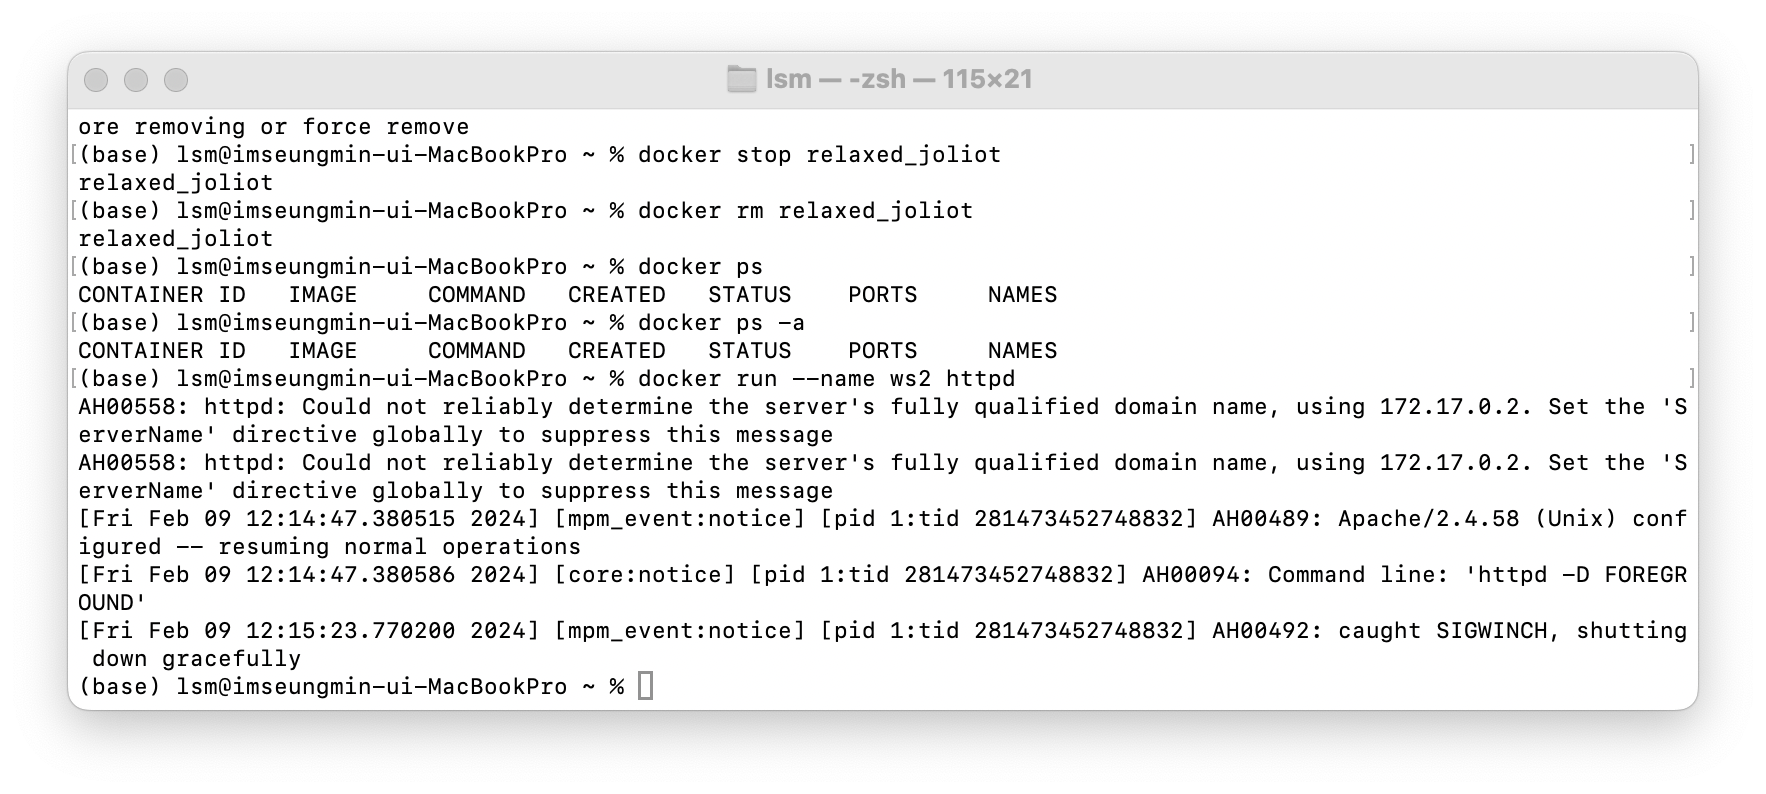 lsm — -zsh — 115×21
ore removing or force remove
[(base) lsm@imseungmin-ui-MacBookPro ~ % docker stop relaxed_joliot ]
relaxed_joliot
[(base) lsm@imseungmin-ui-MacBookPro ~ % docker rm relaxed_joliot ]
relaxed_joliot
[(base) lsm@imseungmin-ui-MacBookPro ~ % docker ps ]
CONTAINER ID   IMAGE     COMMAND   CREATED   STATUS    PORTS     NAMES
[(base) lsm@imseungmin-ui-MacBookPro ~ % docker ps -a ]
CONTAINER ID   IMAGE     COMMAND   CREATED   STATUS    PORTS     NAMES
[(base) lsm@imseungmin-ui-MacBookPro ~ % docker run --name ws2 httpd ]
AH00558: httpd: Could not reliably determine the server's fully qualified domain name, using 172.17.0.2. Set the 'S
erverName' directive globally to suppress this message
AH00558: httpd: Could not reliably determine the server's fully qualified domain name, using 172.17.0.2. Set the 'S
erverName' directive globally to suppress this message
[Fri Feb 09 12:14:47.380515 2024] [mpm_event:notice] [pid 1:tid 281473452748832] AH00489: Apache/2.4.58 (Unix) conf
igured -- resuming normal operations
[Fri Feb 09 12:14:47.380586 2024] [core:notice] [pid 1:tid 281473452748832] AH00094: Command line: 'httpd -D FOREGR
OUND'
[Fri Feb 09 12:15:23.770200 2024] [mpm_event:notice] [pid 1:tid 281473452748832] AH00492: caught SIGWINCH, shutting
 down gracefully
(base) lsm@imseungmin-ui-MacBookPro ~ %